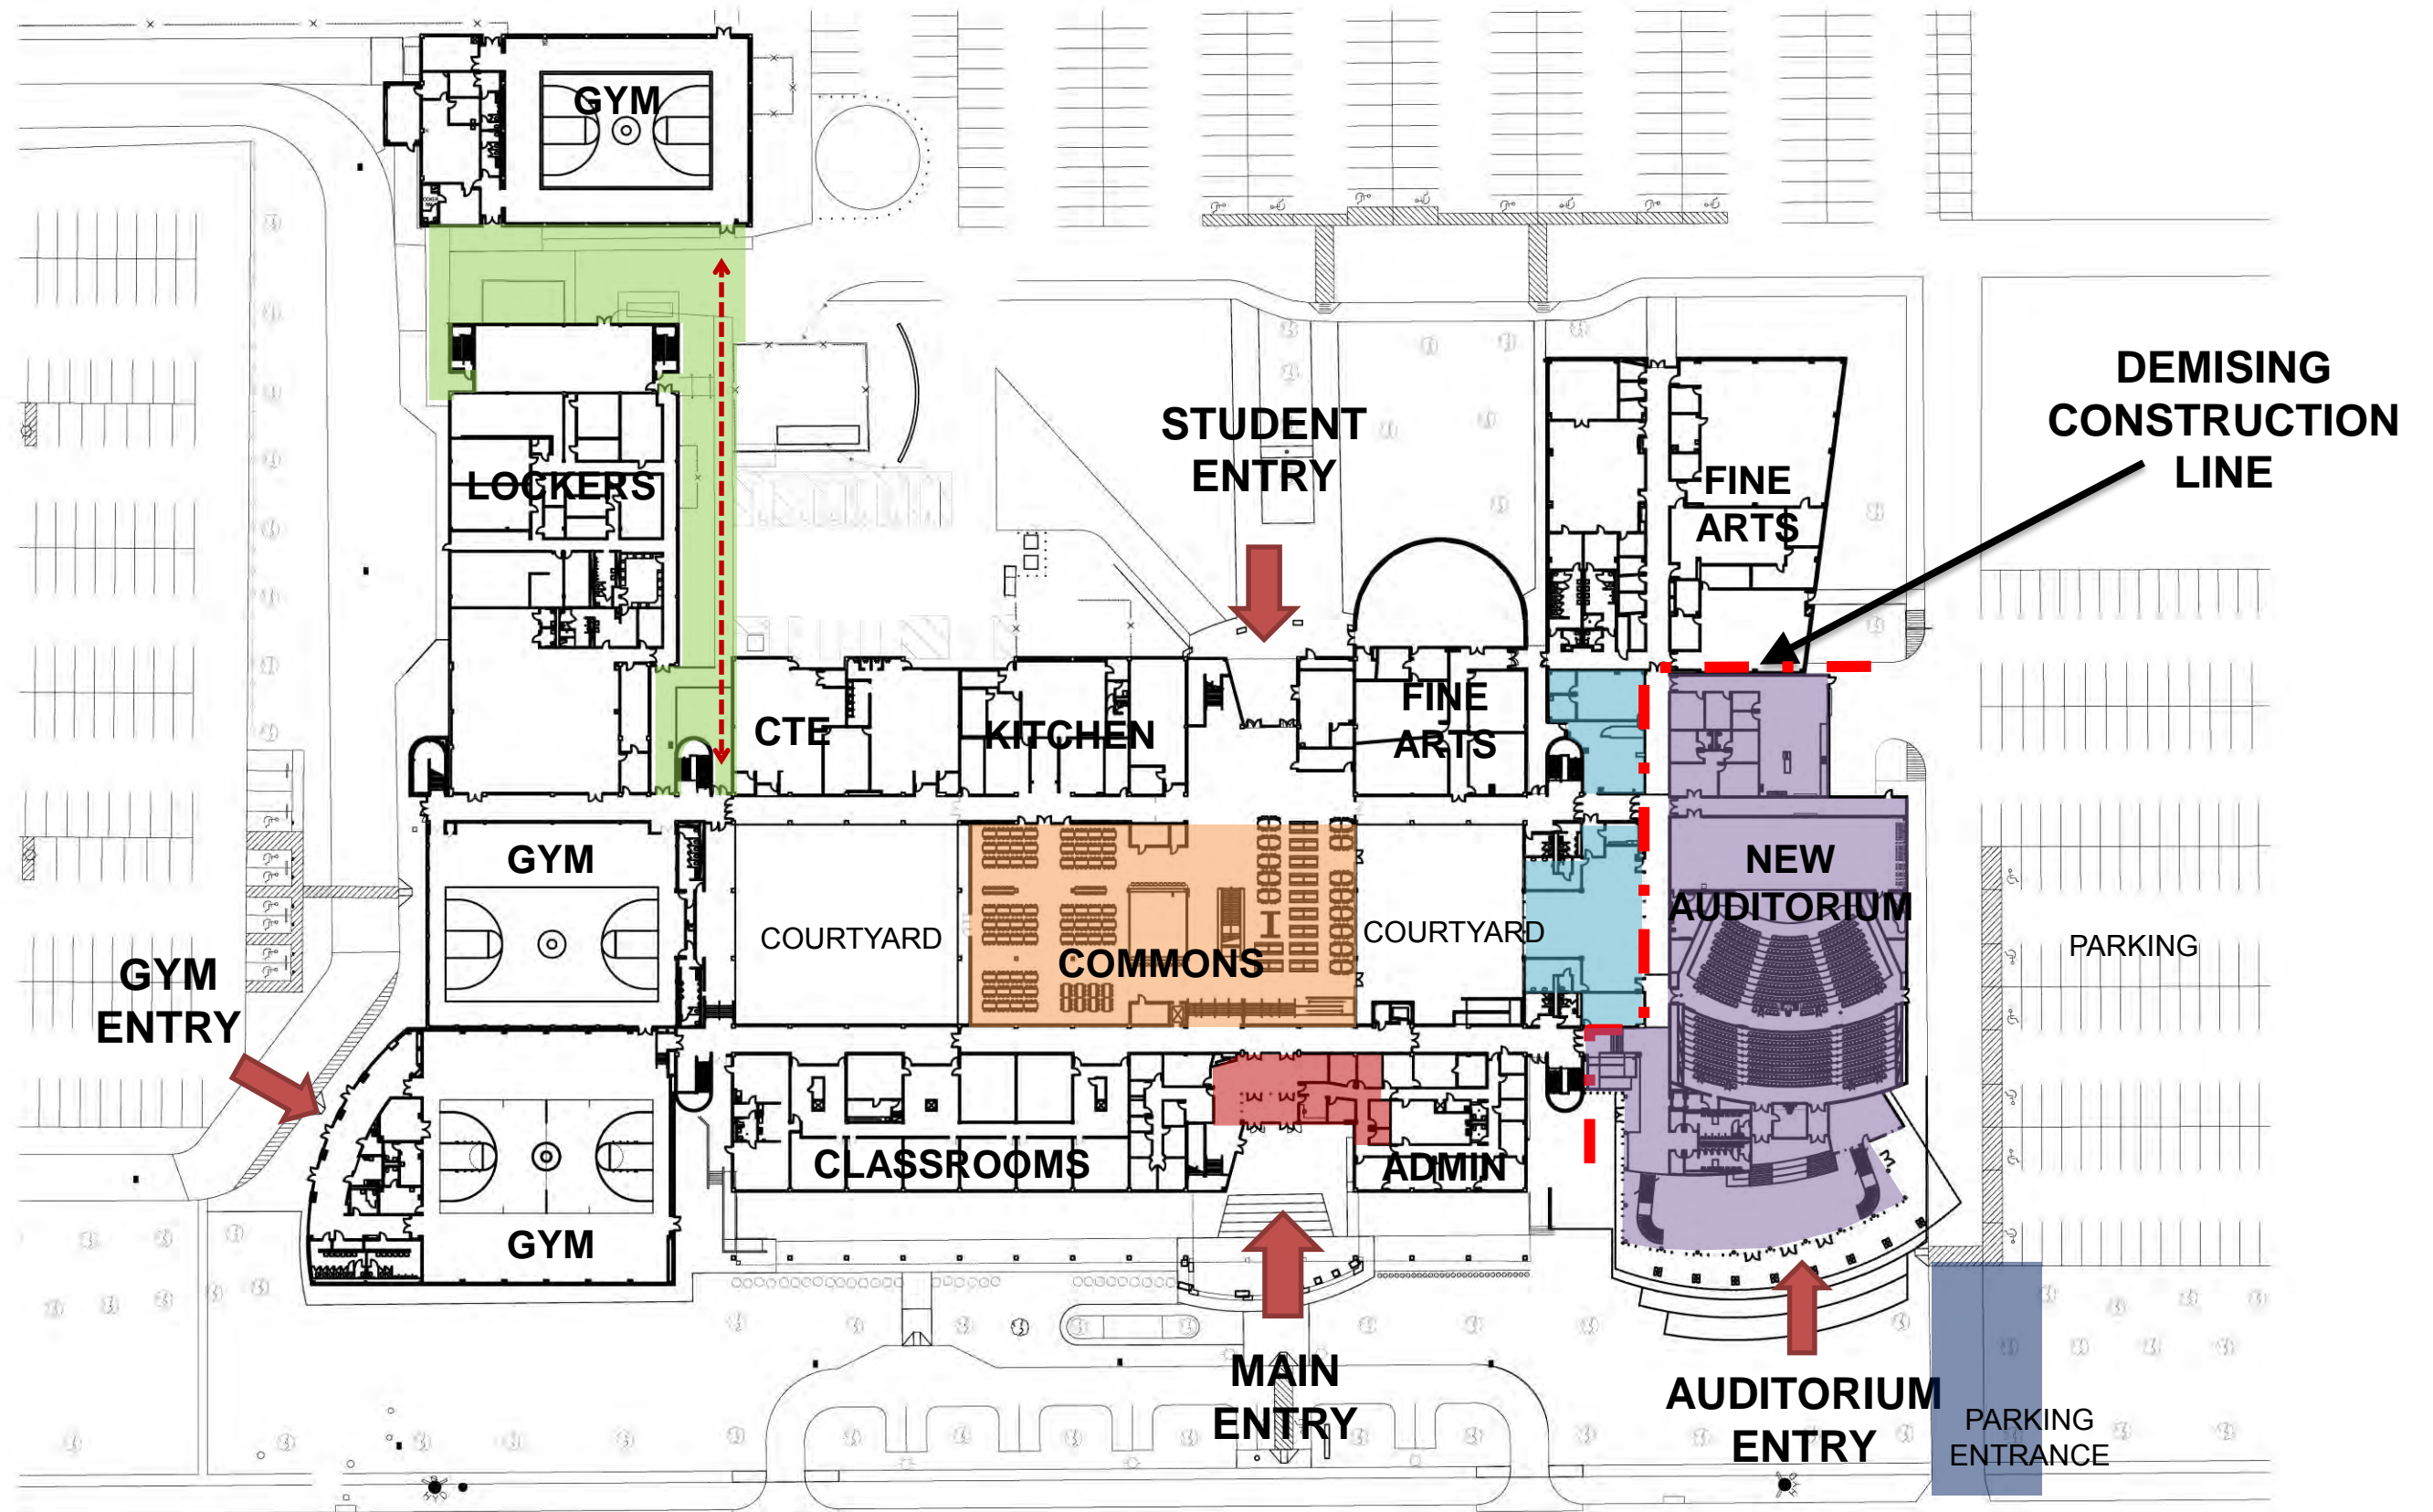 GYM
DEMISING
CONSTRUCTION
LINE
STUDENT
ENTRY
LOCKERS
FINE
ARTS
FINE
ARTS
CTE
KITCHEN
GYM
NEW
AUDITORIUM
COURTYARD
COMMONS
COURTYARD
PARKING
GYM
ENTRY
CLASSROOMS
ADMIN
GYM
MAIN
ENTRY
AUDITORIUM
ENTRY
PARKING
ENTRANCE